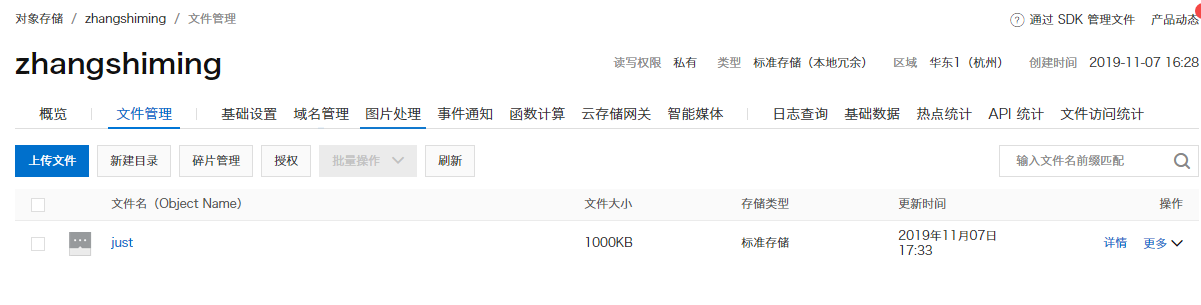 对象存储 / zhangshiming / 文件管理
? 通过 SDK 管理文件 产品动态
zhangshiming
读写权限 私有 类型 标准存储（本地冗余） 区域 华东1（杭州） 创建时间 2019-11-07 16:28
概览 文件管理 基础设置 域名管理 图片处理 事件通知 函数计算 云存储网关 智能媒体 日志查询 基础数据 热点统计 API 统计 文件访问统计
上传文件 新建目录 碎片管理 授权 批量操作 刷新 输入文件名前缀匹配
文件名（Object Name） 文件大小 存储类型 更新时间 操作
just 1000KB 标准存储 2019年11月07日 详情 更多
17:33